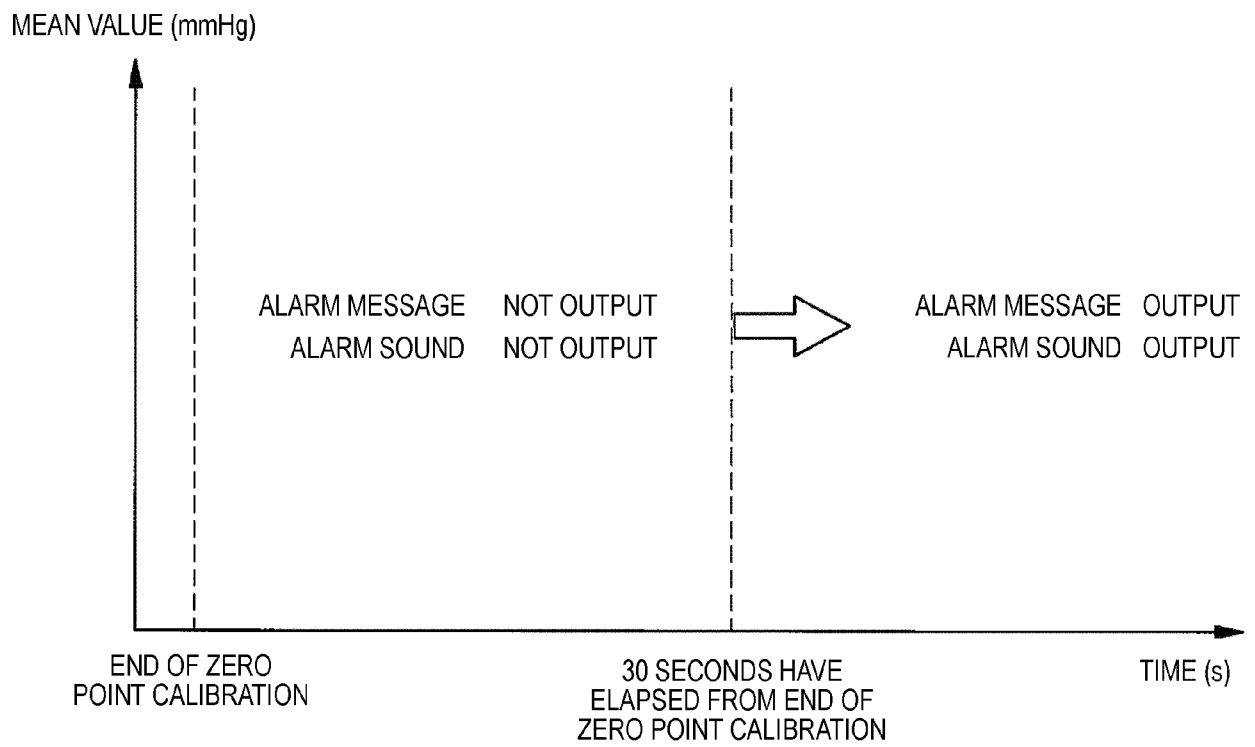 MEAN VALUE (mmHg)
ALARM MESSAGE NOT OUTPUT
ALARM SOUND NOT OUTPUT
ALARM MESSAGE OUTPUT
ALARM SOUND OUTPUT
END OF ZERO
POINT CALIBRATION
30 SECONDS HAVE
ELAPSED FROM END OF
ZERO POINT CALIBRATION
TIME (s)